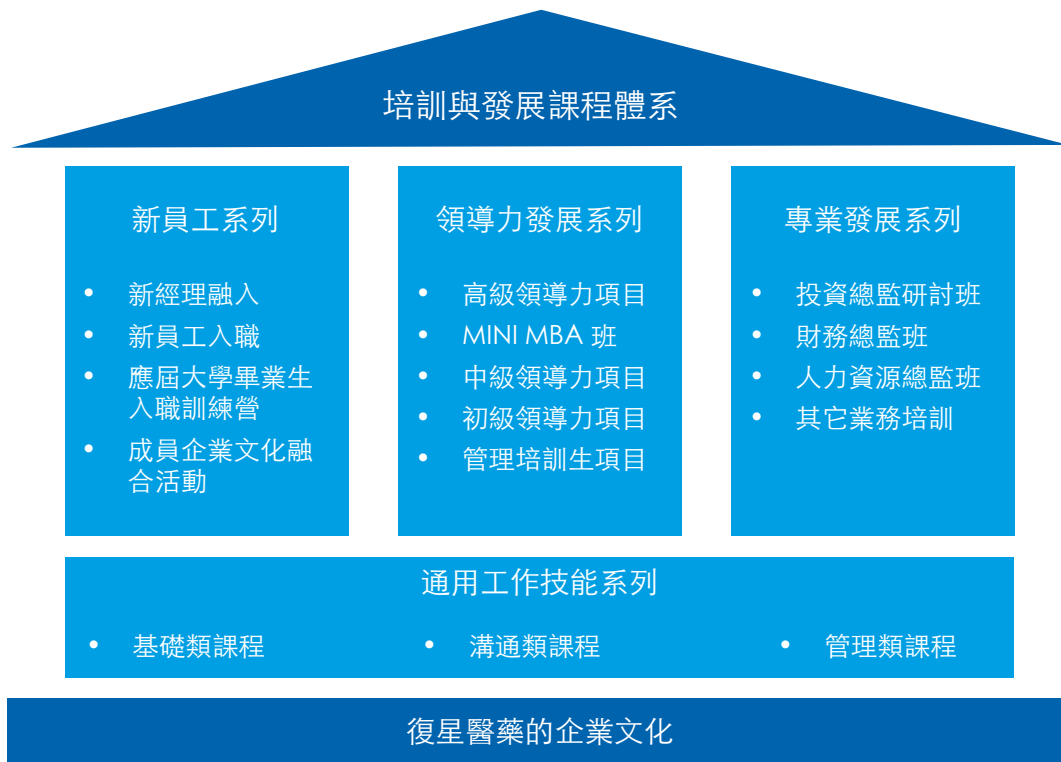 培訓與發展課程體系
新員工系列
• 新經理融入
• 新員工入職
• 應屆大學畢業生
入職訓練營
• 成員企業文化融
合活動
領導力發展系列
• 高級領導力項目
• MINI MBA 班
• 中級領導力項目
• 初級領導力項目
• 管理培訓生項目
專業發展系列
• 投資總監研討班
• 財務總監班
• 人力資源總監班
• 其它業務培訓
通用工作技能系列
• 基礎類課程
• 溝通類課程
• 管理類課程
復星醫藥的企業文化